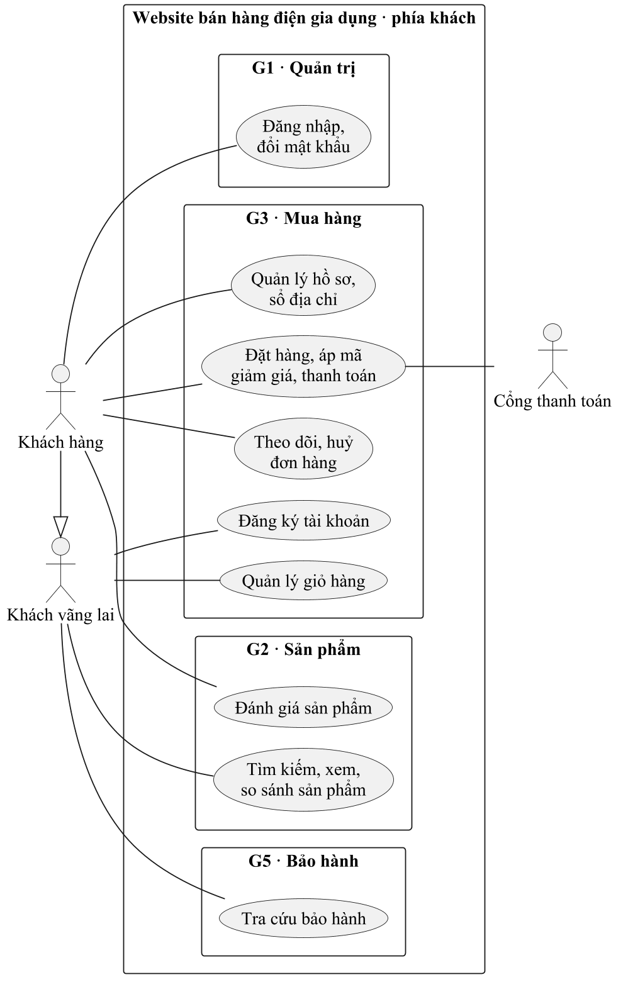 Website bán hàng điện gia dụng · phía khách
G1 · Quản trị
Đăng nhập,
đổi mật khẩu
G3 · Mua hàng
Quản lý hồ sơ,
sổ địa chỉ
Đặt hàng, áp mã
giảm giá, thanh toán
Cổng thanh toán
Khách hàng
Theo dõi, huỷ
đơn hàng
Đăng ký tài khoản
Quản lý giỏ hàng
Khách vãng lai
G2 · Sản phẩm
Đánh giá sản phẩm
Tìm kiếm, xem,
so sánh sản phẩm
G5 · Bảo hành
Tra cứu bảo hành